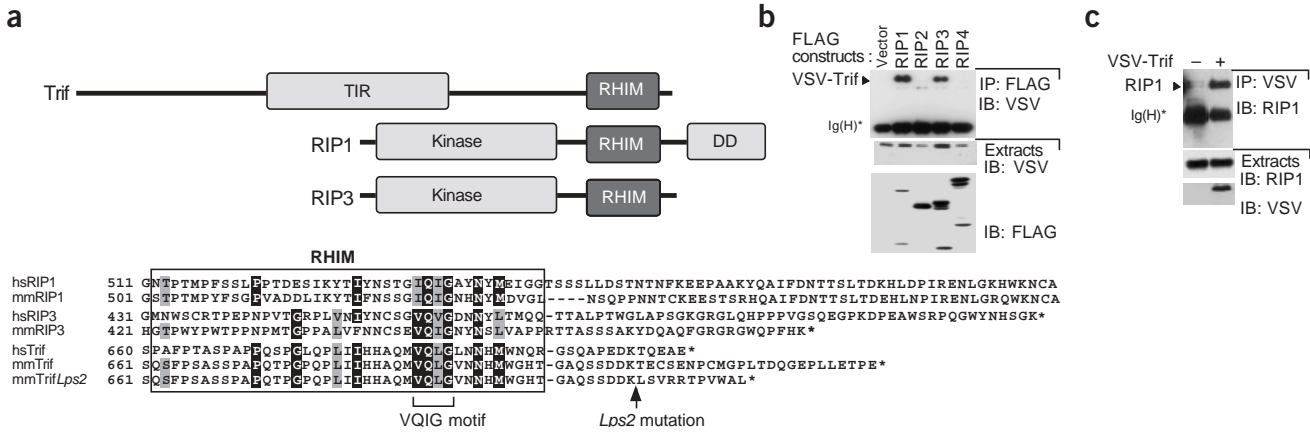 a
Trif
TIR
RHIM
RIP1
Kinase
RHIM
DD
RIP3
Kinase
RHIM
RHIM
hsRIP1 511 GNTPTMPFSSLPPTDESIKYTIYNSTGIQIGAYNYMEIGGTSSSLLDSTNTNFKEEPAAKYQAIFDNTTSLTDKHLDPIRENLGKHWKNCA
mmRIP1 501 GSTPTMPYFSGPVADDLIKYTIFNSSGIQIGNHNYMDVGL----NSQPPNNTCKEESTSRHQAIFDNTTSLTDEHLNPIRENLGRQWKNCA
hsRIP3 431 GMNWSCRTPEPNPVTGRPLVNIYNCSGVQVGDNNYLTMQQ-TTALPTWGLAPSGKGRGLQHPPPVGSQEGPKDPEAWSRPQGWYNHSGK*
mmRIP3 421 HGTPWYPWTPPNPMTGPPALVFNNCSEVQIGNYNSLVAPPRTTASSSAKYDQAQFGRGRGWQPFHK*
hsTrif 660 SPAFPTASPAPPQSPGLQPLIIHHAQMVQLGLNNHMWNQR-GSQAPEDKTQEAE*
mmTrif 661 SQSFPSASSPAPQTPGPQPLIIHHAQMVQLGVNNHMWGHT-GAQSSDDKTECSENPCMGPLTDQGEPLLETPE*
mmTrifLps2 661 SQSFPSASSPAPQTPGPQPLIIHHAQMVQLGVNNHMWGHT-GAQSSDDKLSVRRTPVWAL*
VQIG motif
Lps2 mutation
b
FLAG
constructs :
Vector
RIP1
RIP2
RIP3
RIP4
VSV-Trif
IP: FLAG
IB: VSV
Ig(H)*
Extracts
IB: VSV
IB: FLAG
c
VSV-Trif – +
RIP1
IP: VSV
IB: RIP1
Ig(H)*
Extracts
IB: RIP1
IB: VSV